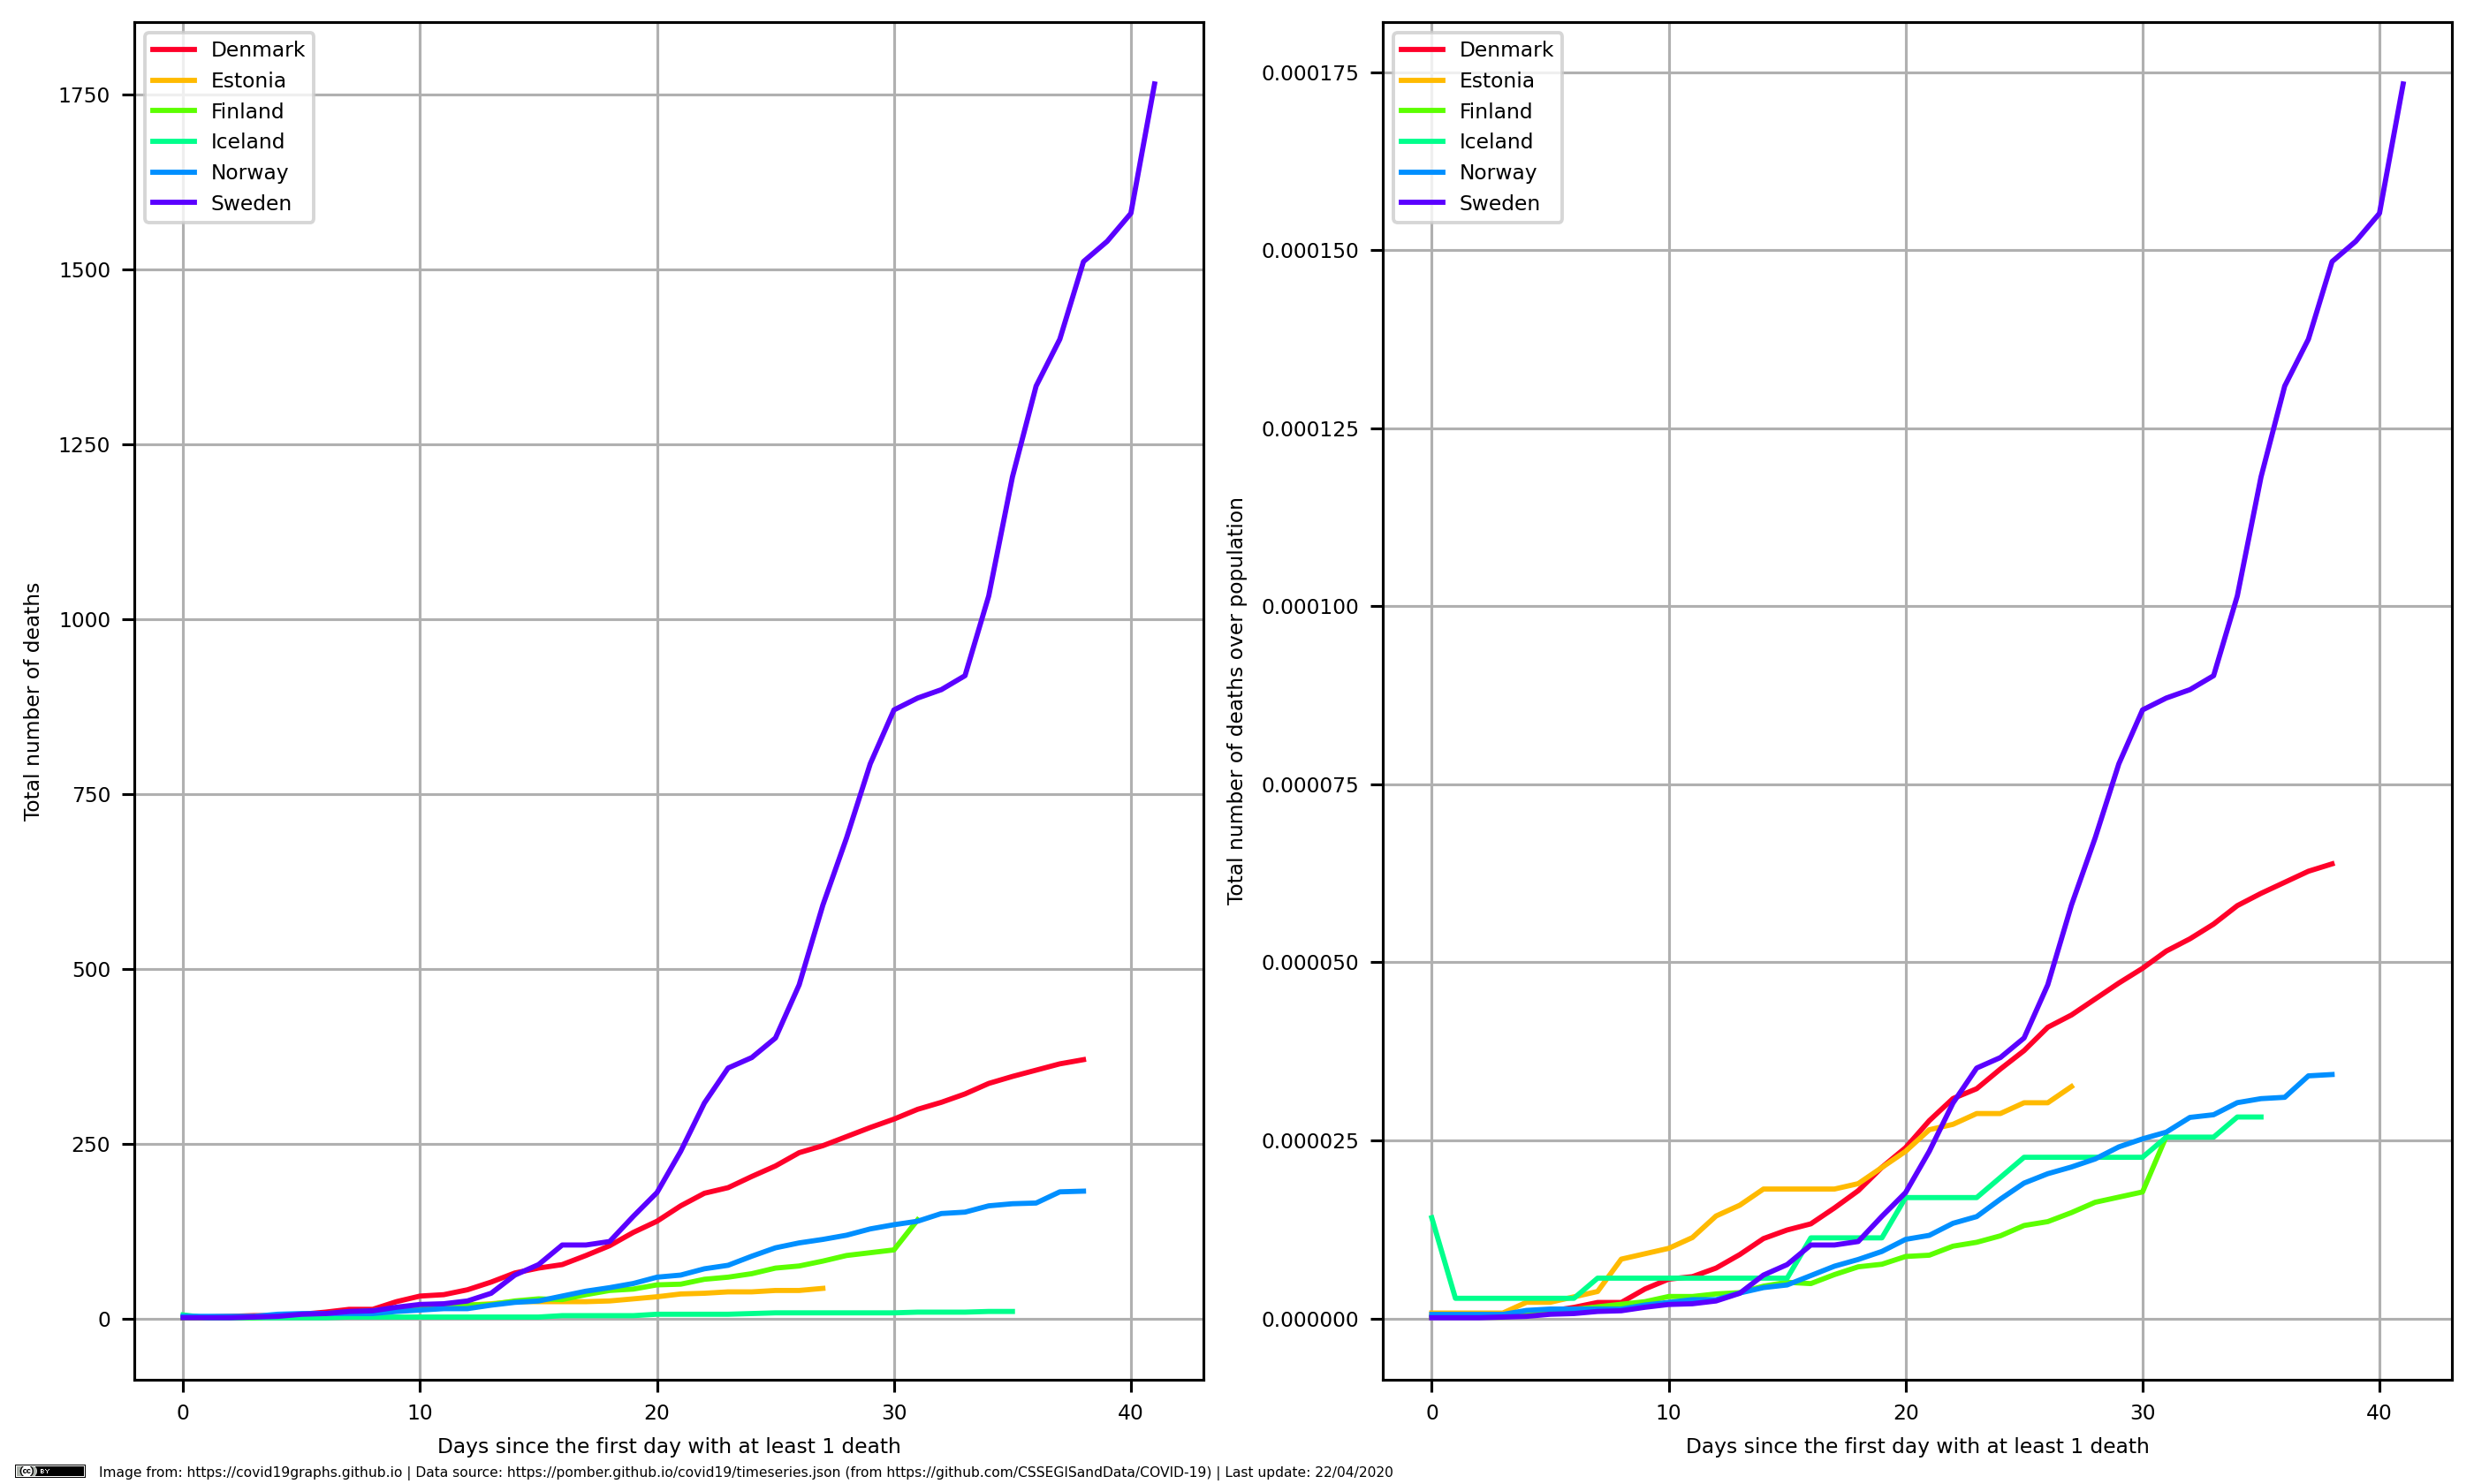 Denmark
Estonia
Finland
Iceland
Norway
Sweden
1750
1500
1250
1000
750
500
250
0
Total number of deaths
0 10 20 30 40
Days since the first day with at least 1 death
Denmark
Estonia
Finland
Iceland
Norway
Sweden
0.000175
0.000150
0.000125
0.000100
0.000075
0.000050
0.000025
0.000000
Total number of deaths over population
0 10 20 30 40
Days since the first day with at least 1 death
(cc) BY Image from: https://covid19graphs.github.io | Data source: https://pomber.github.io/covid19/timeseries.json (from https://github.com/CSSEGISandData/COVID-19) | Last update: 22/04/2020